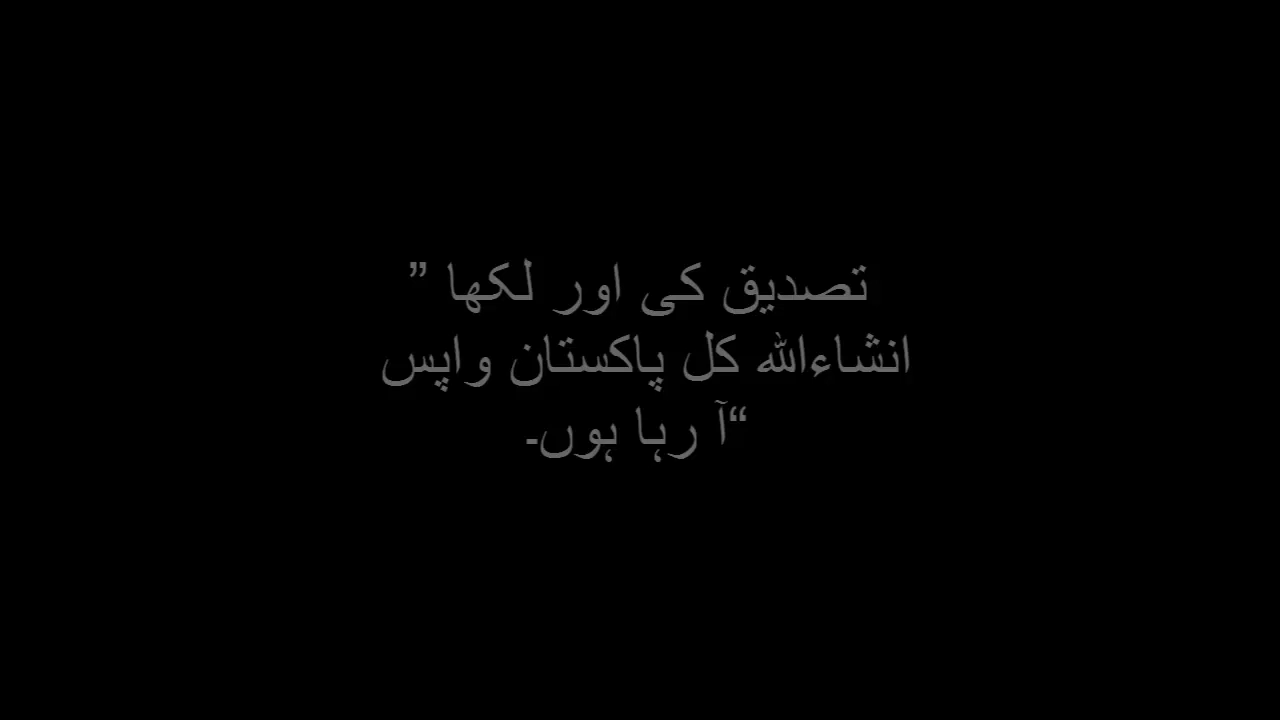 تصدیق کی اور لکھا ”
انشاءاللہ کل پاکستان واپس
“آ رہا ہوں۔